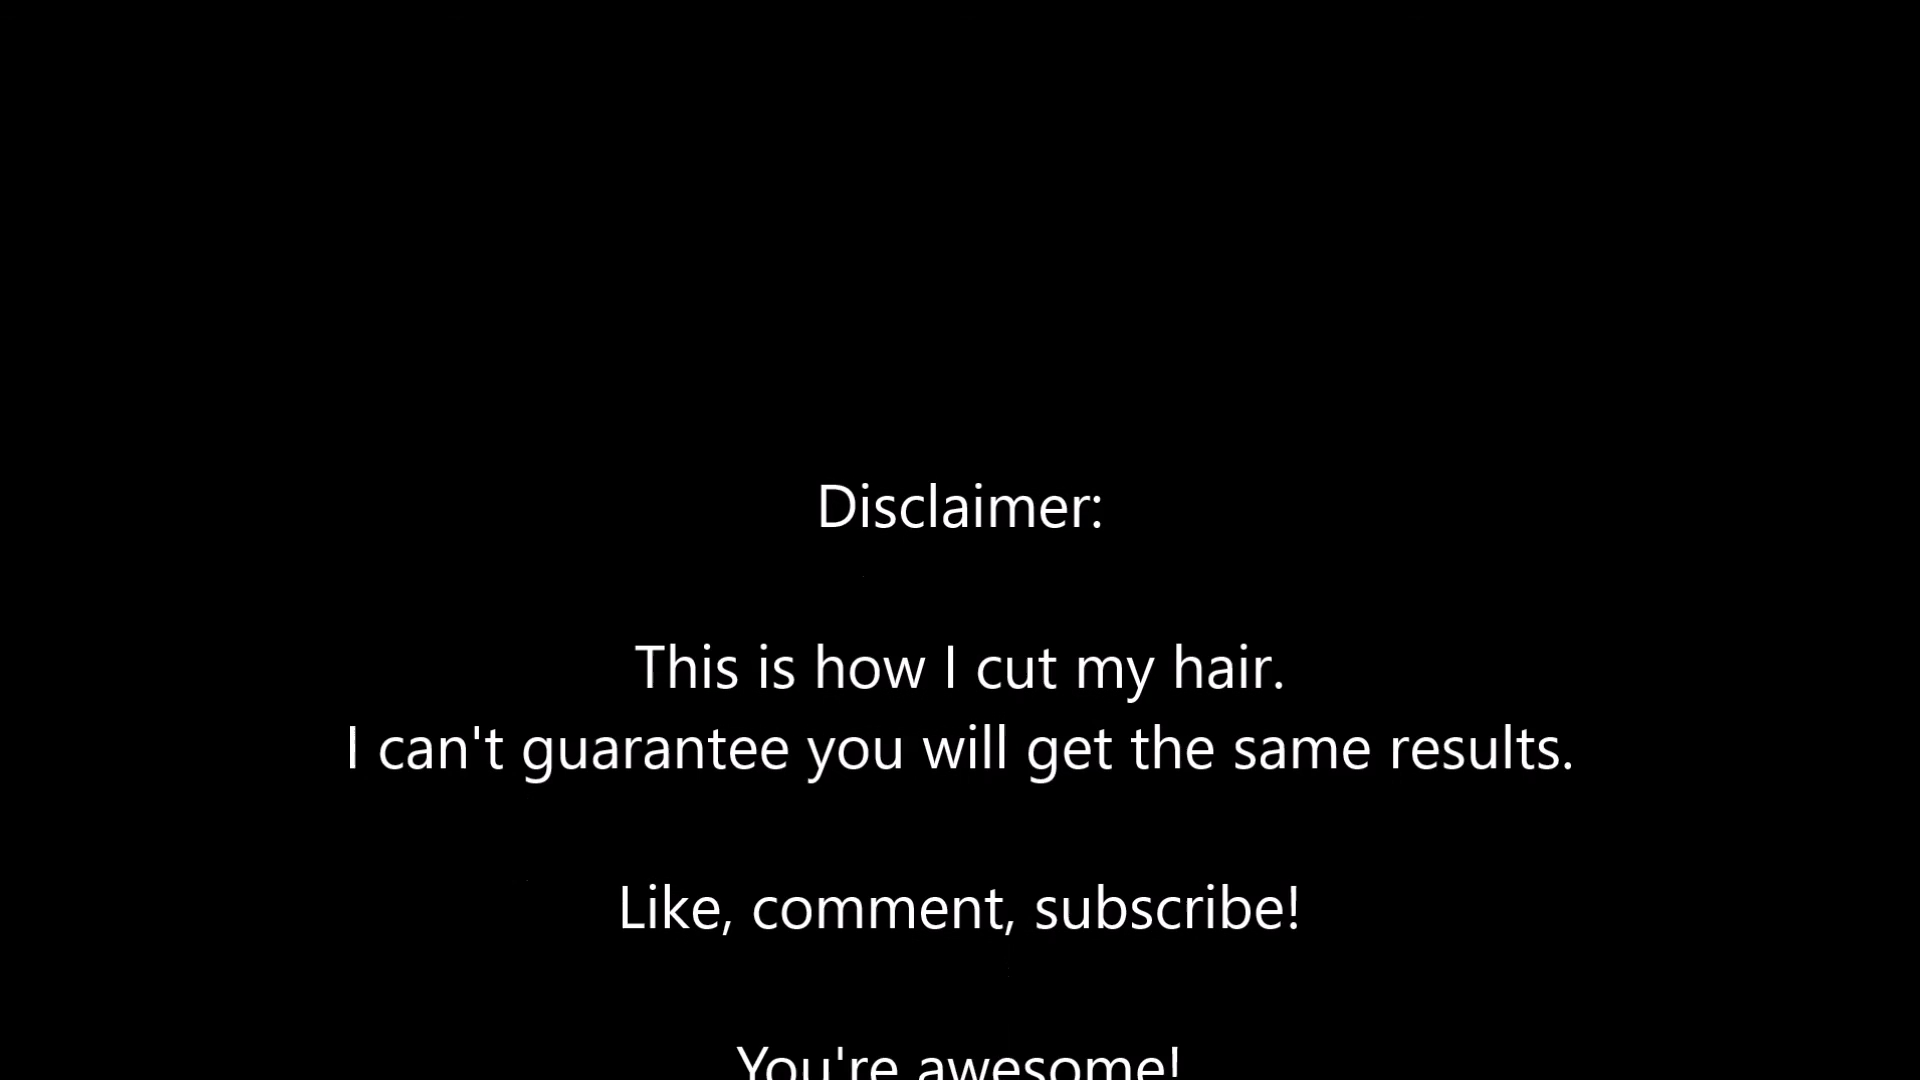 Disclaimer:
This is how I cut my hair.
I can't guarantee you will get the same results.
Like, comment, subscribe!
You're awesome!